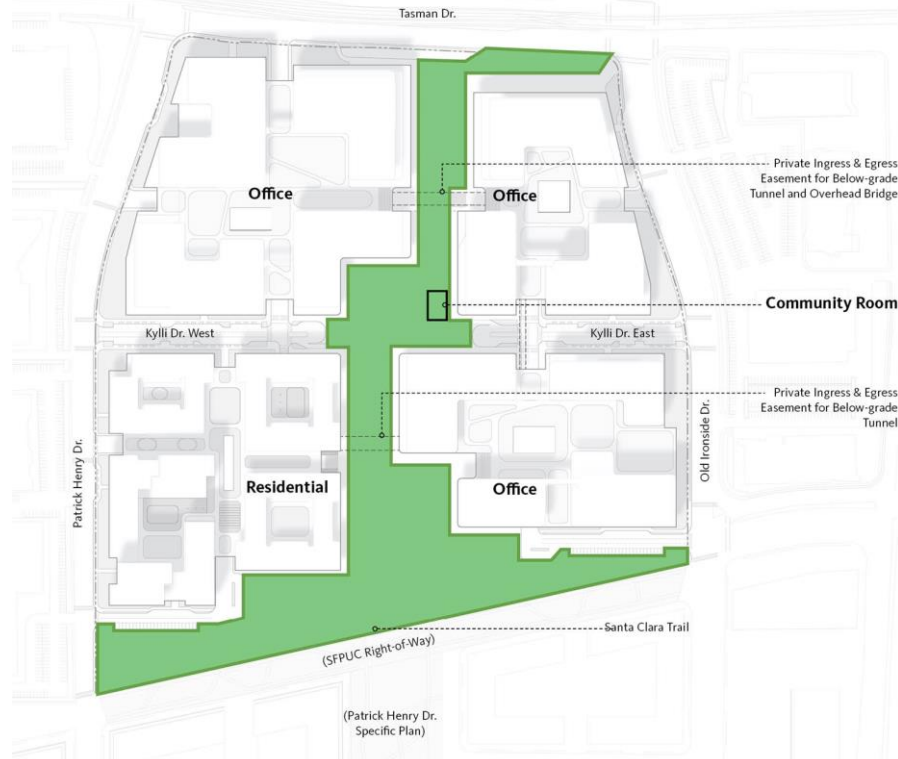 Tasman Dr.
Private Ingress & Egress
Easement for Below-grade
Tunnel and Overhead Bridge
Office
Office
Community Room
Kylli Dr. West
Kylli Dr. East
Private Ingress & Egress
Easement for Below-grade
Tunnel
Patrick Henry Dr.
Old Ironside Dr.
Residential
Office
Santa Clara Trail
(SFPUC Right-of-Way)
(Patrick Henry Dr.
Specific Plan)